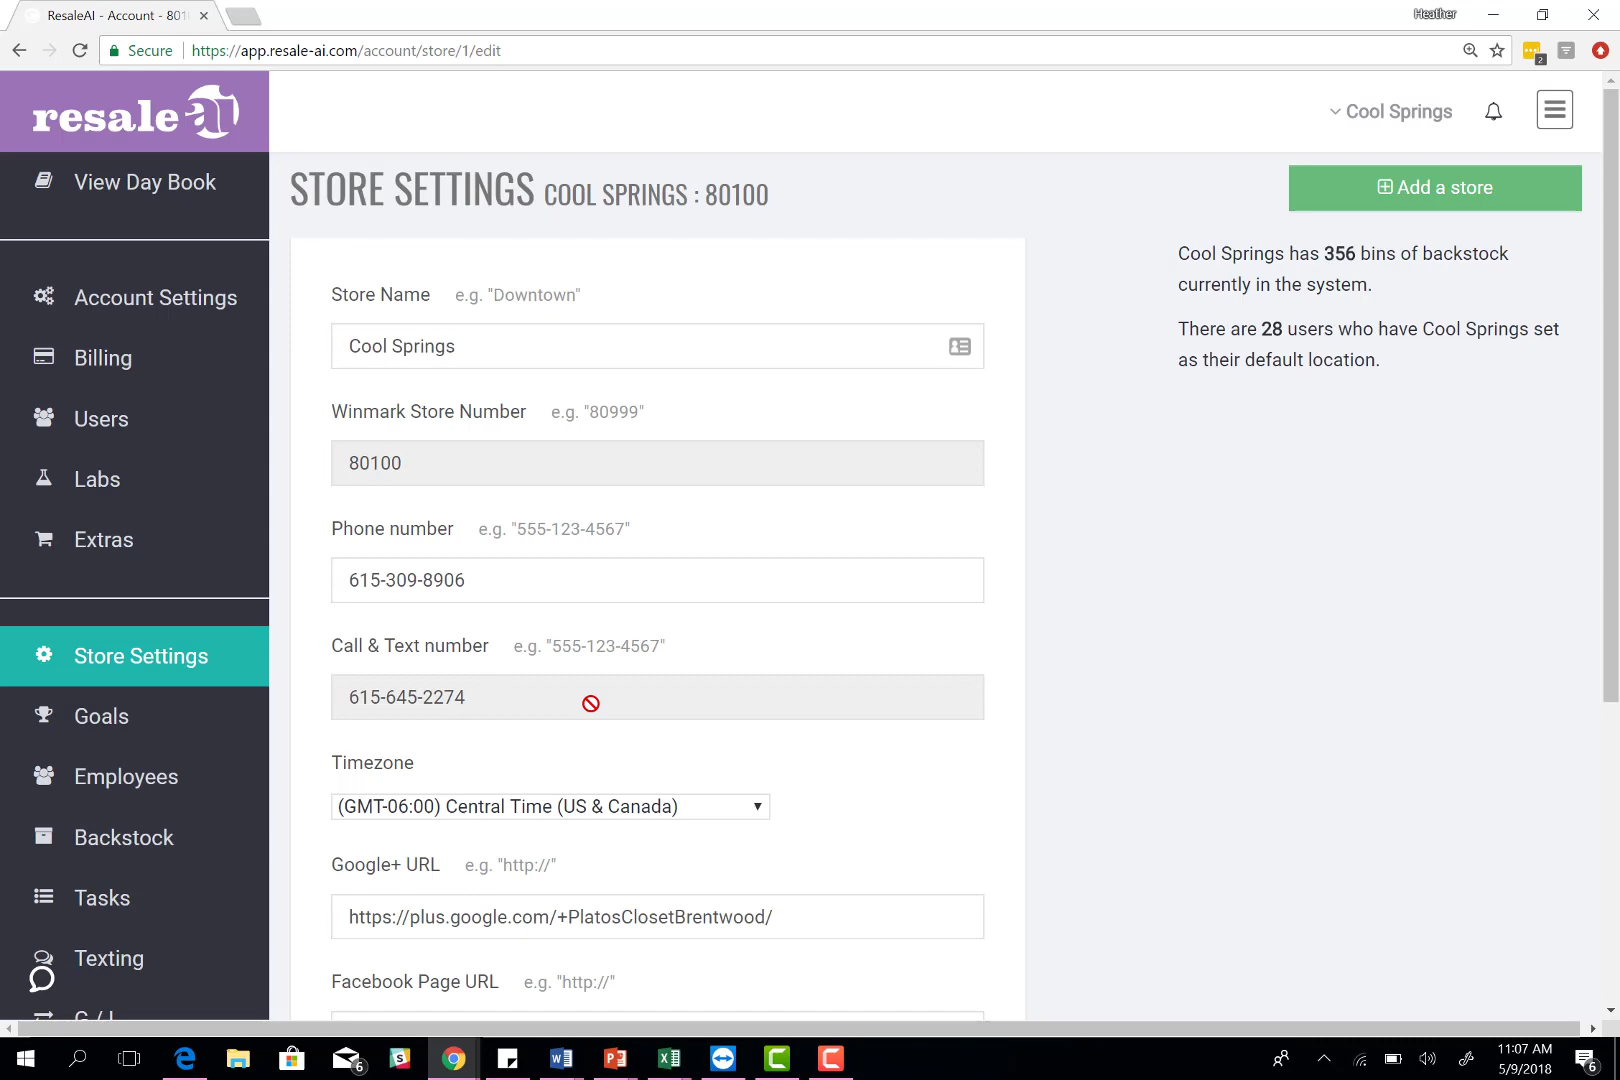 ResaleAI - Account - 801
Heather
Secure https://app.resale-ai.com/account/store/1/edit
2
resale ai
Cool Springs
View Day Book
STORE SETTINGS COOL SPRINGS : 80100
Add a store
Cool Springs has 356 bins of backstock
currently in the system.
There are 28 users who have Cool Springs set
as their default location.
Account Settings
Billing
Users
Labs
Extras
Store Settings
Goals
Employees
Backstock
Tasks
Texting
Store Name e.g. "Downtown"
Cool Springs
Winmark Store Number e.g. "80999"
80100
Phone number e.g. "555-123-4567"
615-309-8906
Call & Text number e.g. "555-123-4567"
615-645-2274
Timezone
(GMT-06:00) Central Time (US & Canada)
Google+ URL e.g. "http://"
https://plus.google.com/+PlatosClosetBrentwood/
Facebook Page URL e.g. "http://"
6
11:07 AM
5/9/2018
6